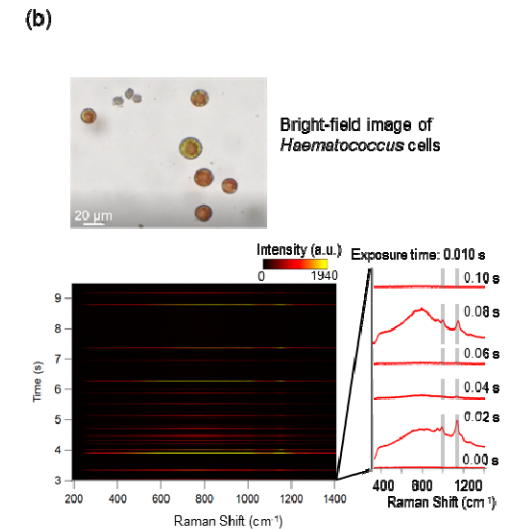 (b)
Bright-field image of
Haematococcus cells
20 µm
Intensity (a.u.)
0 1940
Exposure time: 0.010 s
0.10 s
0.08 s
0.06 s
0.04 s
0.02 s
0.00 s
9
8
7
6
5
4
3
Time (s)
200 400 600 800 1000 1200 1400
Raman Shift (cm-1)
400 800 1200
Raman Shift (cm-1)